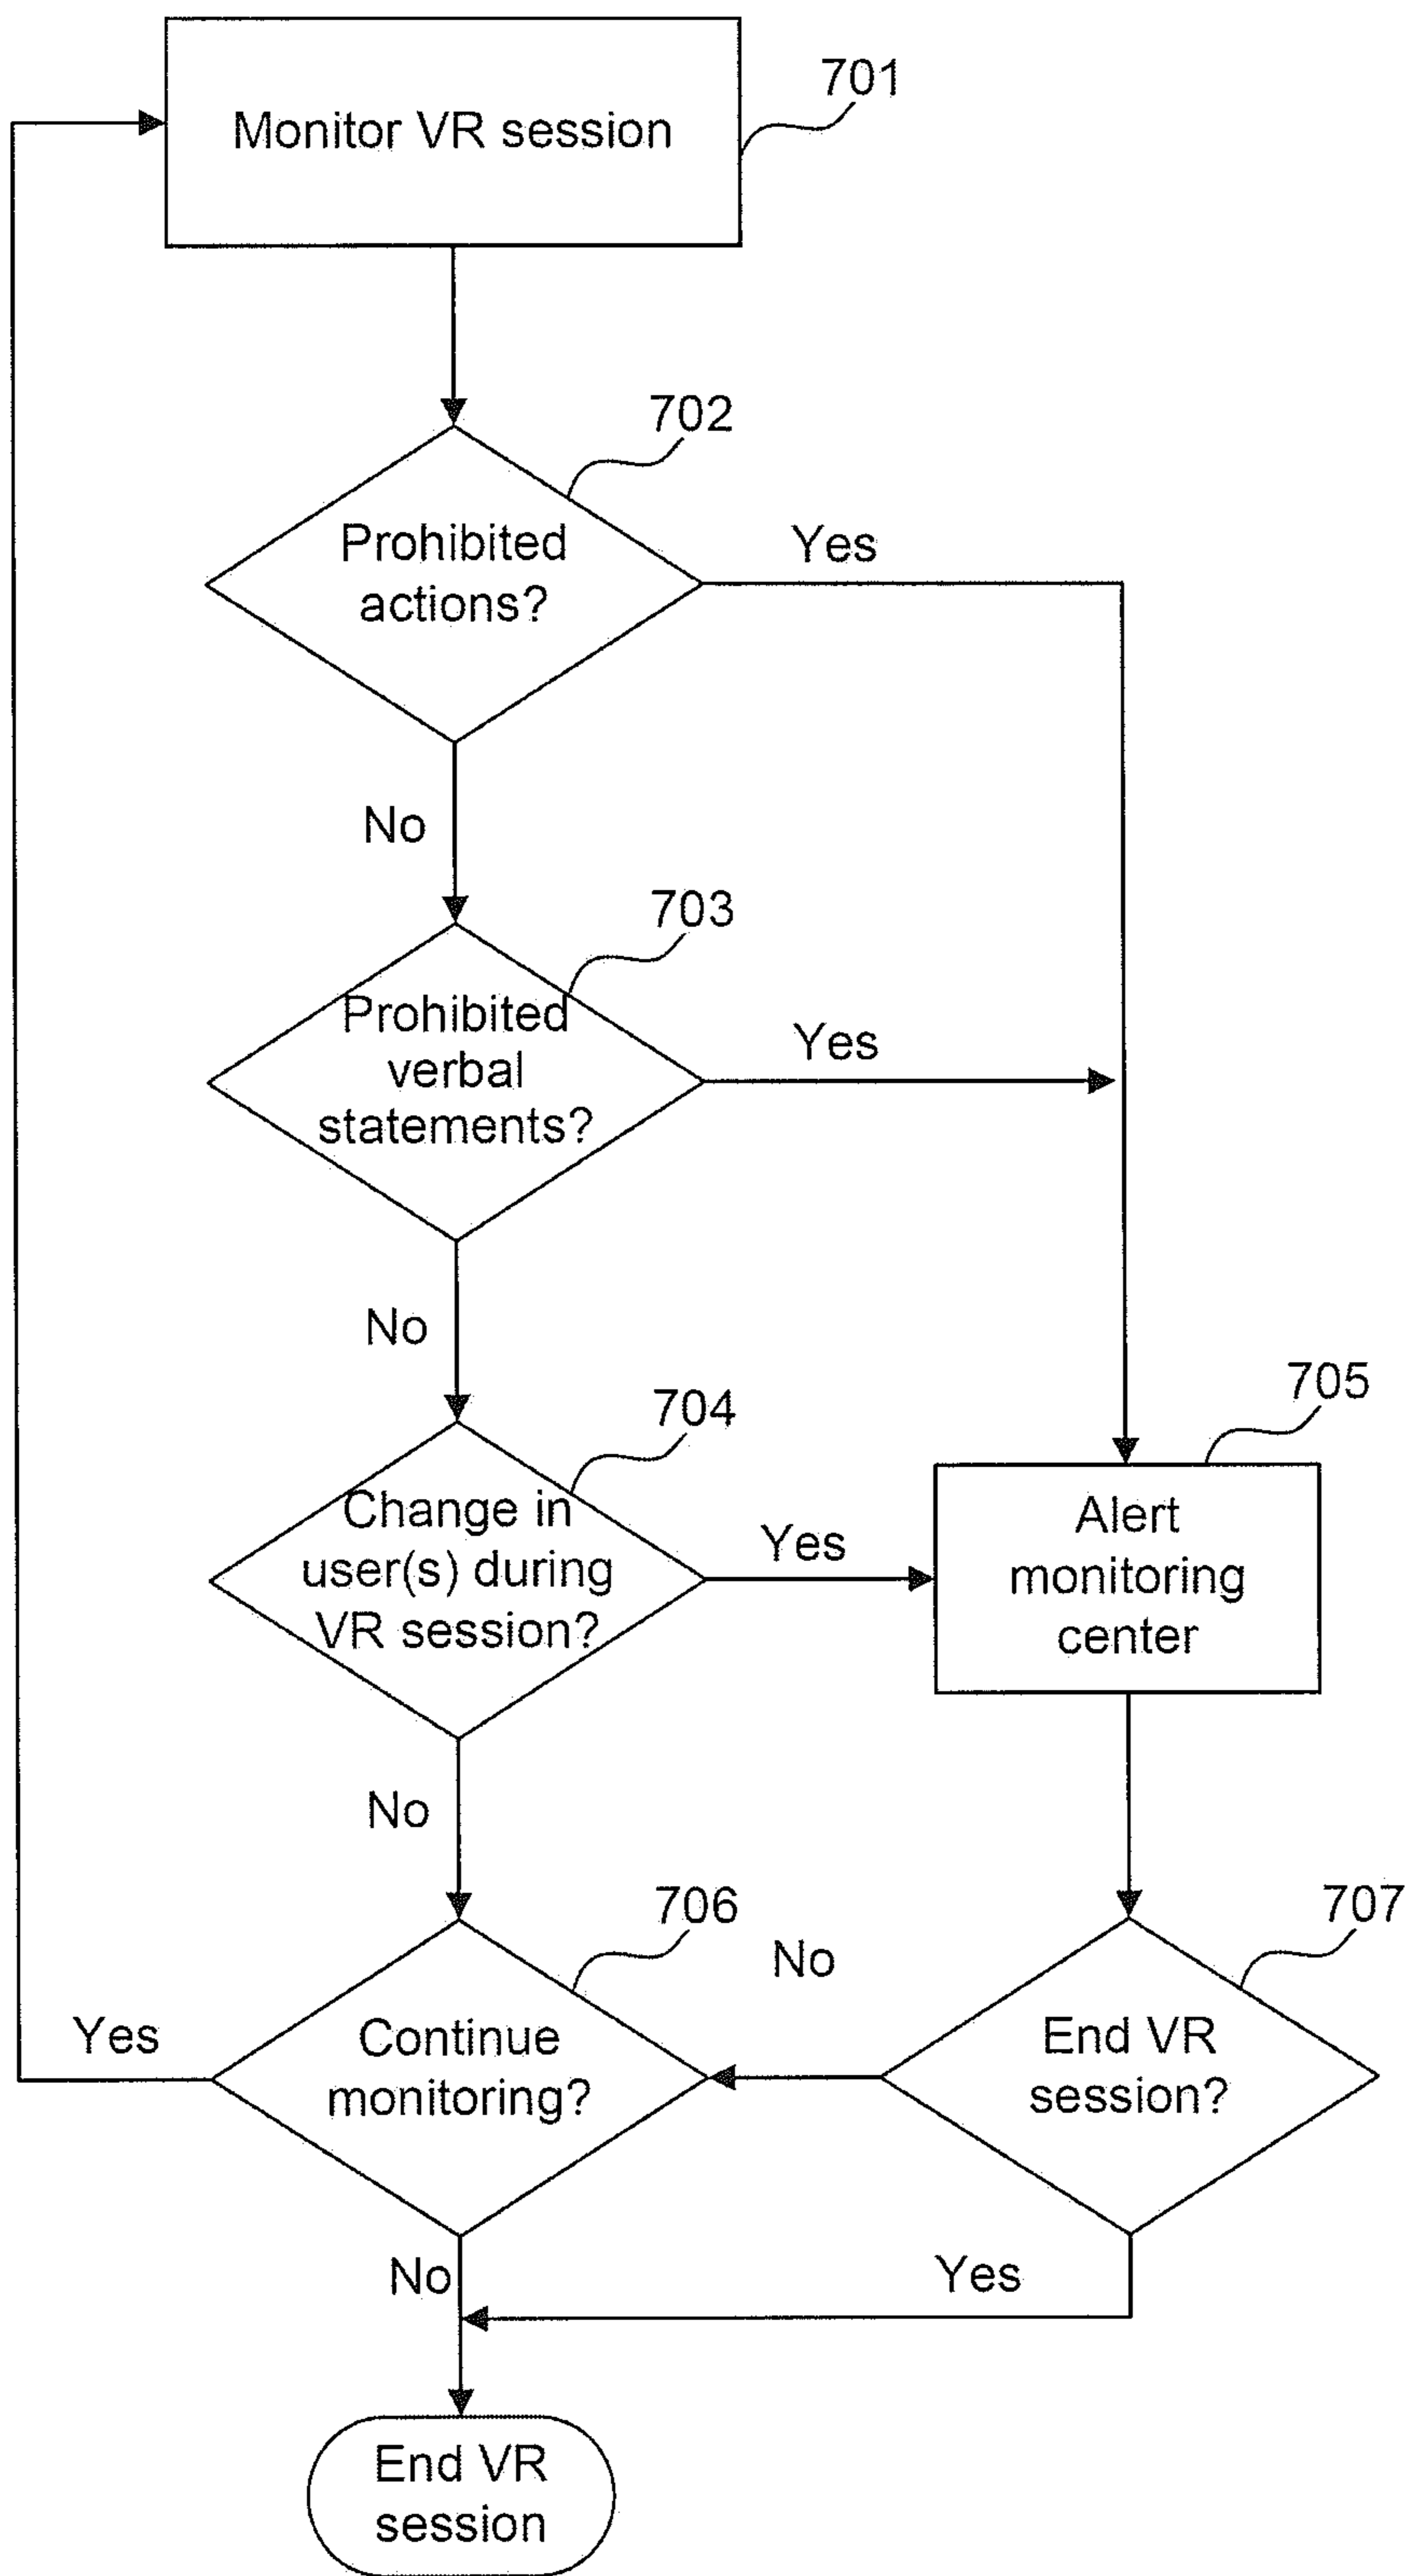 Monitor VR session
701
702
Prohibited
actions?
Yes
No
703
Prohibited
verbal
statements?
Yes
No
704
Change in
user(s) during
VR session?
Yes
705
Alert
monitoring
center
No
706
Continue
monitoring?
Yes
No
707
End VR
session?
No
Yes
End VR
session